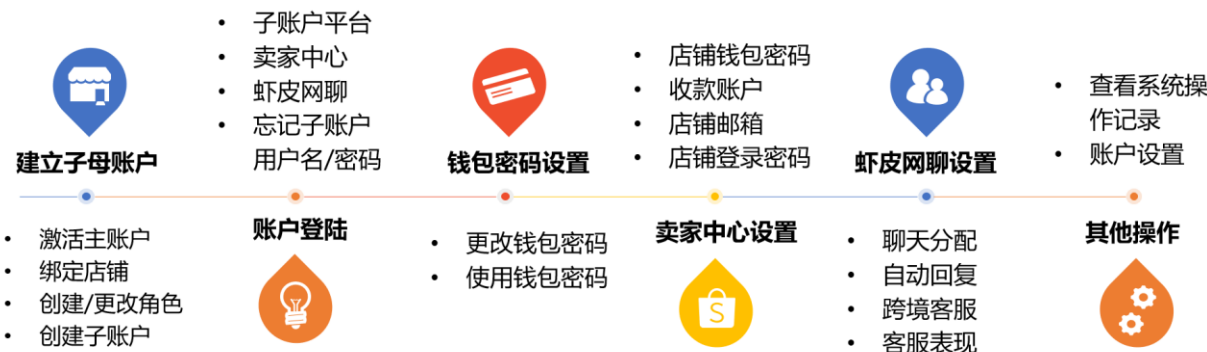 建立子母账户
• 激活主账户
• 绑定店铺
• 创建/更改角色
• 创建子账户
• 子账户平台
• 卖家中心
• 虾皮网聊
• 忘记子账户
用户名/密码
账户登陆
钱包密码设置
• 更改钱包密码
• 使用钱包密码
• 店铺钱包密码
• 收款账户
• 店铺邮箱
• 店铺登录密码
卖家中心设置
S
虾皮网聊设置
• 聊天分配
• 自动回复
• 跨境客服
• 客服表现
• 查看系统操
作记录
• 账户设置
其他操作